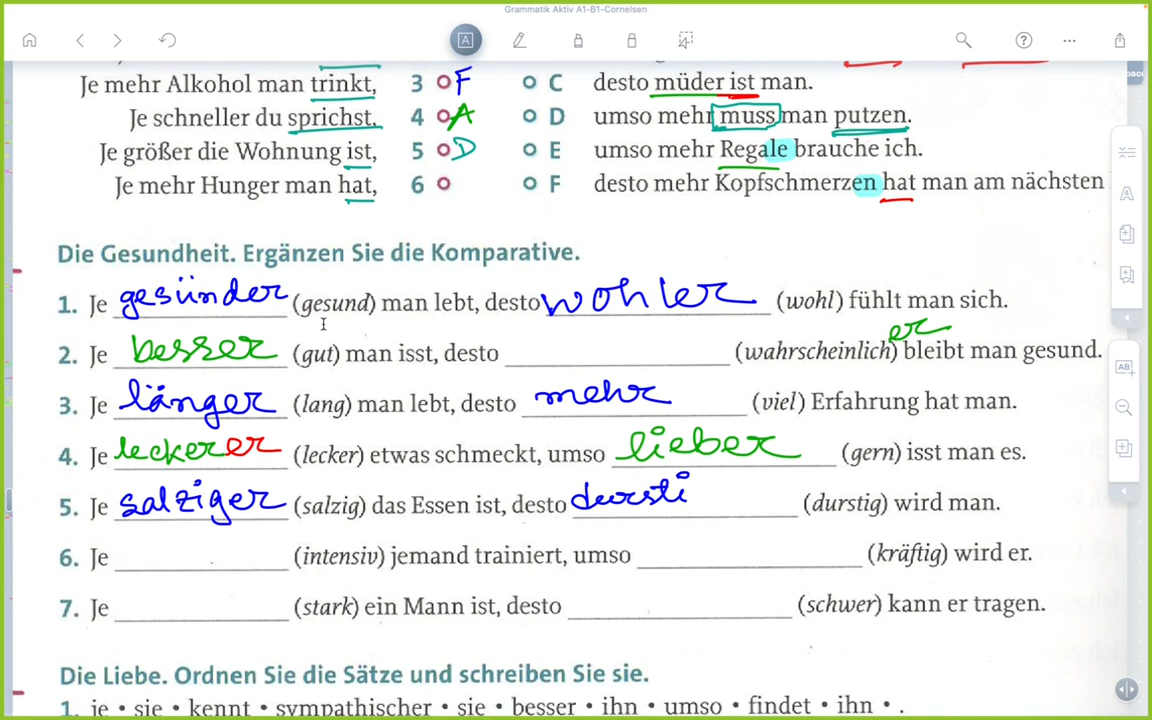 Grammatik Aktiv A1-B1-Cornelsen
Je mehr Alkohol man trinkt, 3 F C desto müder ist man.
Je schneller du sprichst, 4 A D umso mehr muss man putzen.
Je größer die Wohnung ist, 5 D E umso mehr Regale brauche ich.
Je mehr Hunger man hat, 6 F desto mehr Kopfschmerzen hat man am nächsten
Die Gesundheit. Ergänzen Sie die Komparative.
1. Je gesünder (gesund) man lebt, desto wohler (wohl) fühlt man sich.
er
2. Je besser (gut) man isst, desto (wahrscheinlich) bleibt man gesund.
3. Je länger (lang) man lebt, desto mehr (viel) Erfahrung hat man.
4. Je leckerer (lecker) etwas schmeckt, umso lieber (gern) isst man es.
5. Je salziger (salzig) das Essen ist, desto dursti (durstig) wird man.
6. Je (intensiv) jemand trainiert, umso (kräftig) wird er.
7. Je (stark) ein Mann ist, desto (schwer) kann er tragen.
Die Liebe. Ordnen Sie die Sätze und schreiben Sie sie.
1. je • sie • kennt • sympathischer • sie • besser • ihn • umso • findet • ihn • .